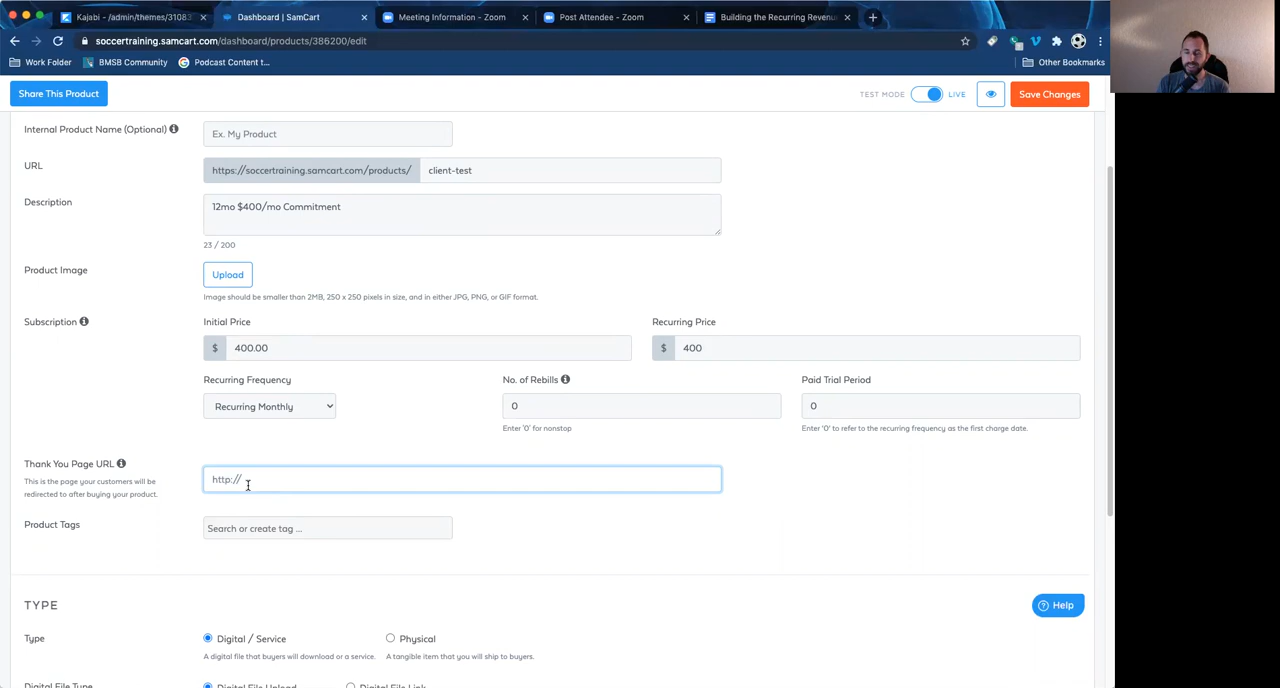 Kajabi - /admin/themes/31083
Dashboard | SamCart
Meeting Information - Zoom
Post Attendee - Zoom
Building the Recurring Revenu
soccertraining.samcart.com/dashboard/products/386200/edit
Work Folder
BMSB Community
Podcast Content t...
Other Bookmarks
Share This Product
TEST MODE
LIVE
Save Changes
Internal Product Name (Optional)
Ex. My Product
URL
https://soccertraining.samcart.com/products/
client-test
Description
12mo $400/mo Commitment
23 / 200
Product Image
Upload
Image should be smaller than 2MB, 250 x 250 pixels in size, and in either JPG, PNG, or GIF format.
Subscription
Initial Price
Recurring Price
$ 400.00
$ 400
Recurring Frequency
No. of Rebills
Paid Trial Period
Recurring Monthly
0
0
Enter '0' for nonstop
Enter '0' to refer to the recurring frequency as the first charge date.
Thank You Page URL
This is the page your customers will be
redirected to after buying your product.
http://
Product Tags
Search or create tag ...
TYPE
Help
Type
Digital / Service
Physical
A digital file that buyers will download or a service.
A tangible item that you will ship to buyers.
Digital File Type
Digital File Upload
Digital File Link